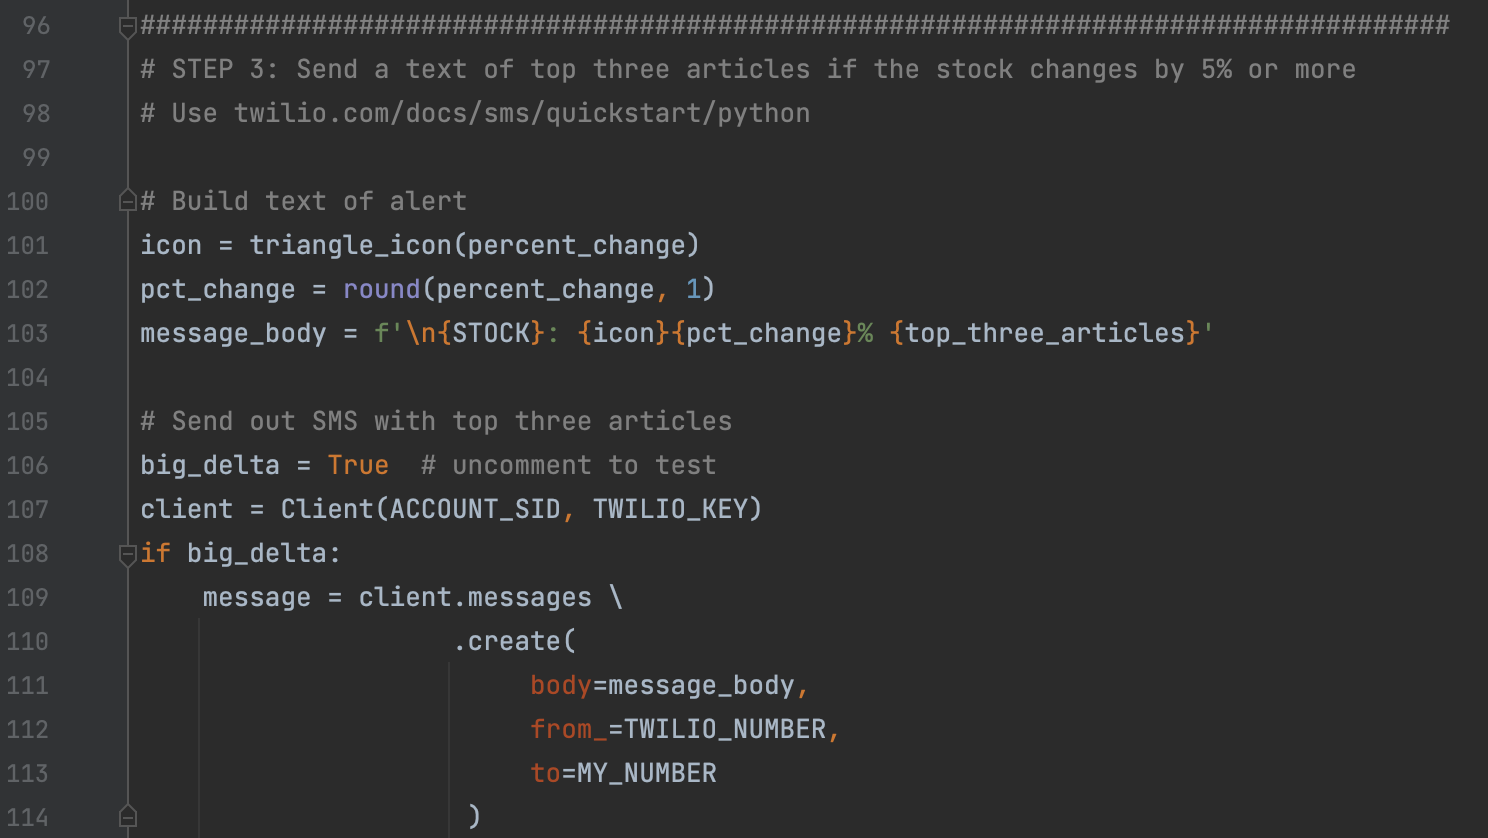 96 ####################################################################################
97 # STEP 3: Send a text of top three articles if the stock changes by 5% or more
98 # Use twilio.com/docs/sms/quickstart/python
99
100 # Build text of alert
101 icon = triangle_icon(percent_change)
102 pct_change = round(percent_change, 1)
103 message_body = f'\n{STOCK}: {icon}{pct_change}% {top_three_articles}'
104
105 # Send out SMS with top three articles
106 big_delta = True  # uncomment to test
107 client = Client(ACCOUNT_SID, TWILIO_KEY)
108 if big_delta:
109     message = client.messages \
110                     .create(
111                          body=message_body,
112                          from_=TWILIO_NUMBER,
113                          to=MY_NUMBER
114                      )